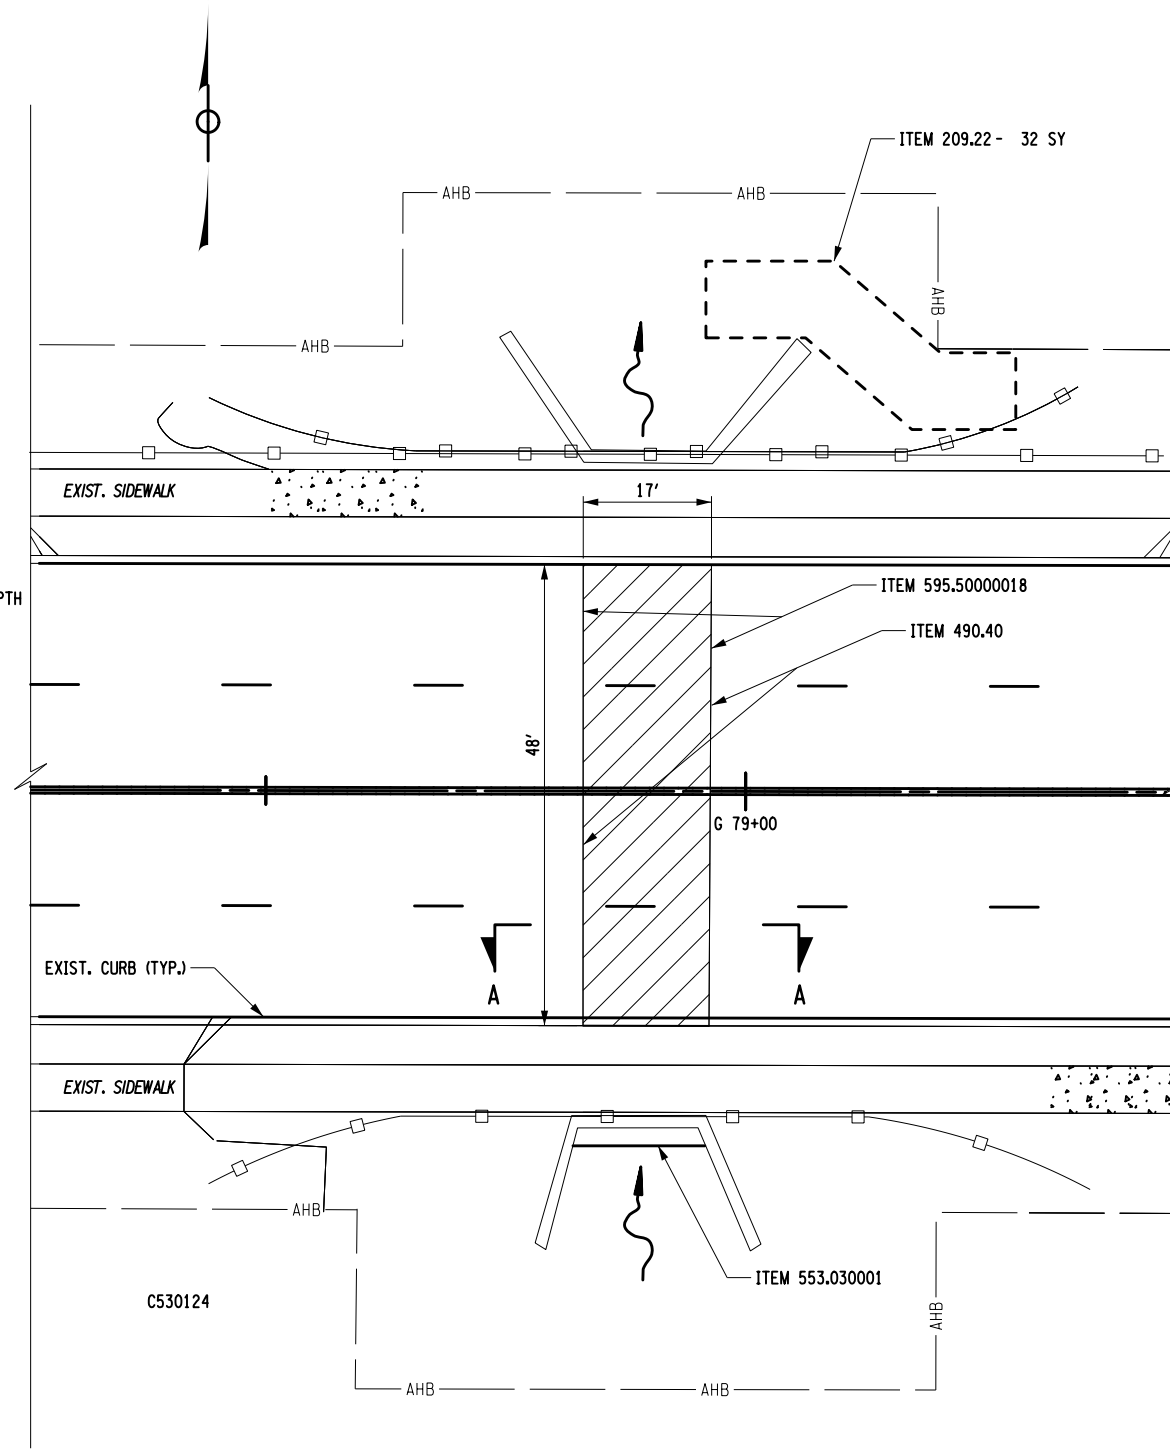 ITEM 209.22 - 32 SY
AHB
AHB
AHB
AHB
EXIST. SIDEWALK
17'
PTH
ITEM 595.50000018
ITEM 490.40
48'
G 79+00
EXIST. CURB (TYP.)
A
A
EXIST. SIDEWALK
AHB
ITEM 553.030001
C530124
AHB
AHB
AHB